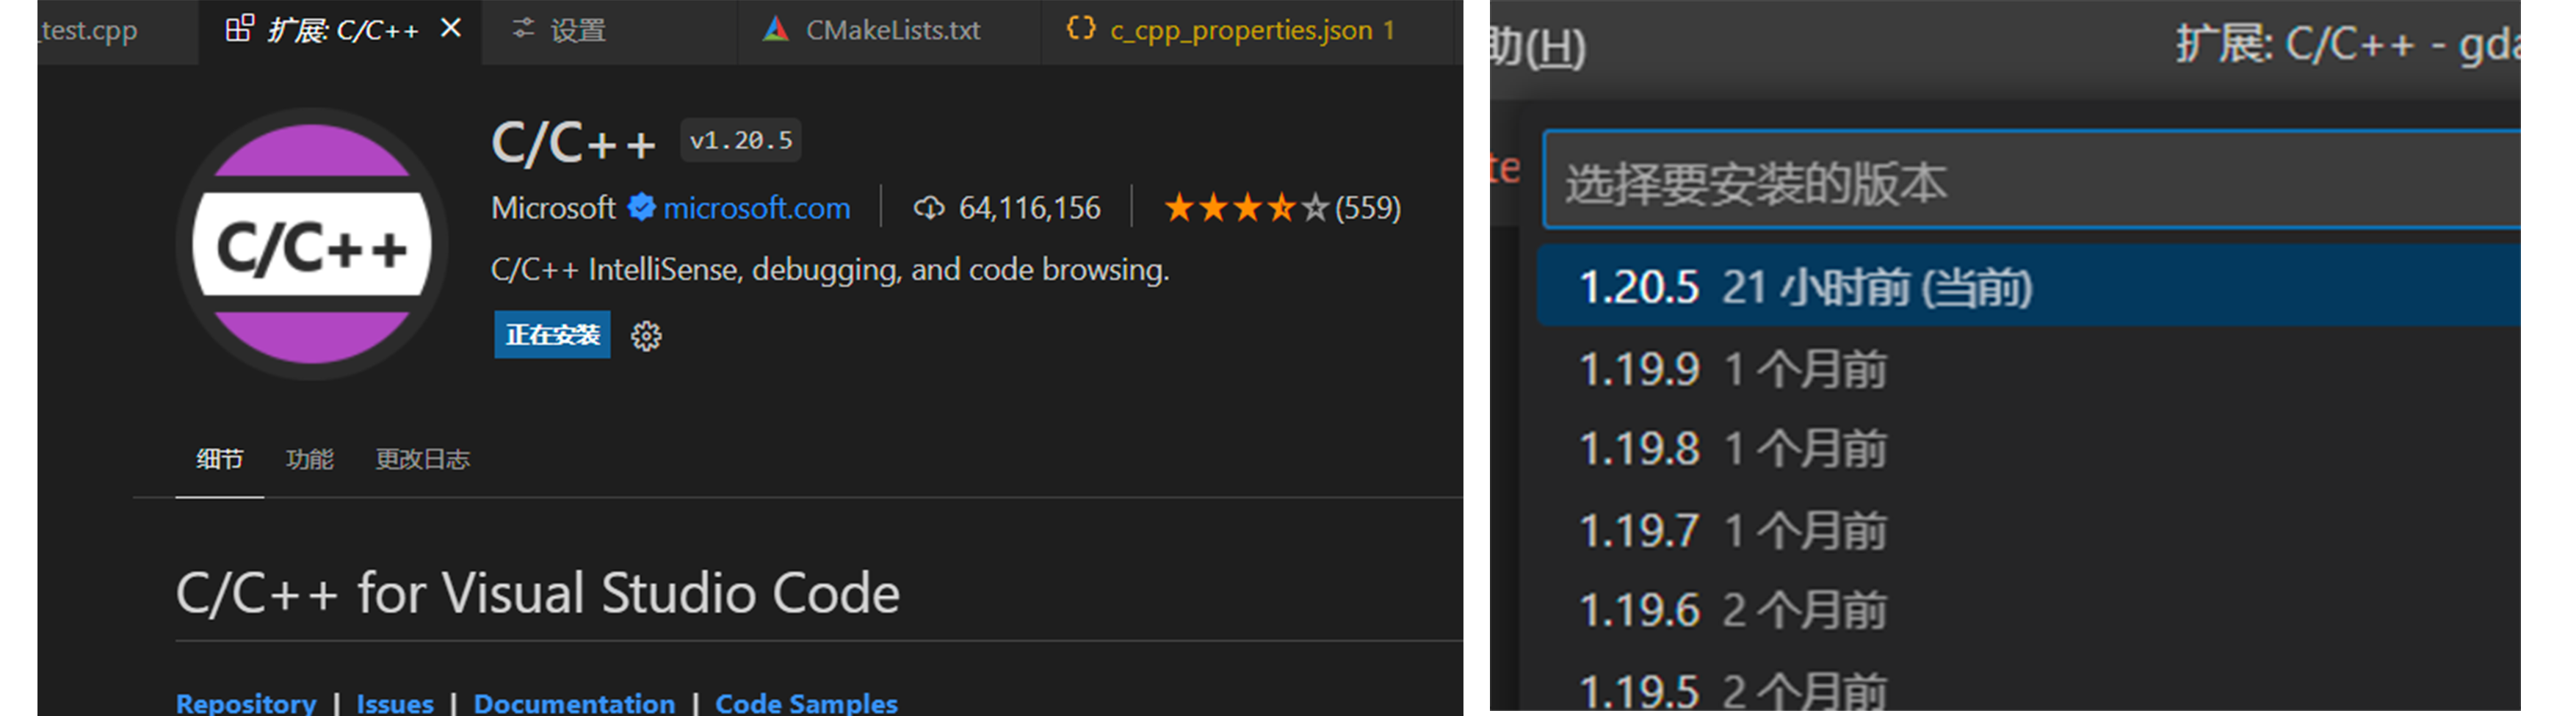 _test.cpp 扩展: C/C++ 设置 CMakeLists.txt c_cpp_properties.json 1
C/C++ v1.20.5
Microsoft microsoft.com 64,116,156 (559)
C/C++
C/C++ IntelliSense, debugging, and code browsing.
正在安装
细节 功能 更改日志
C/C++ for Visual Studio Code
Repository | Issues | Documentation | Code Samples
助(H) 扩展: C/C++ - gda
te
选择要安装的版本
1.20.5 21 小时前 (当前)
1.19.9 1 个月前
1.19.8 1 个月前
1.19.7 1 个月前
1.19.6 2 个月前
1.19.5 2 个月前